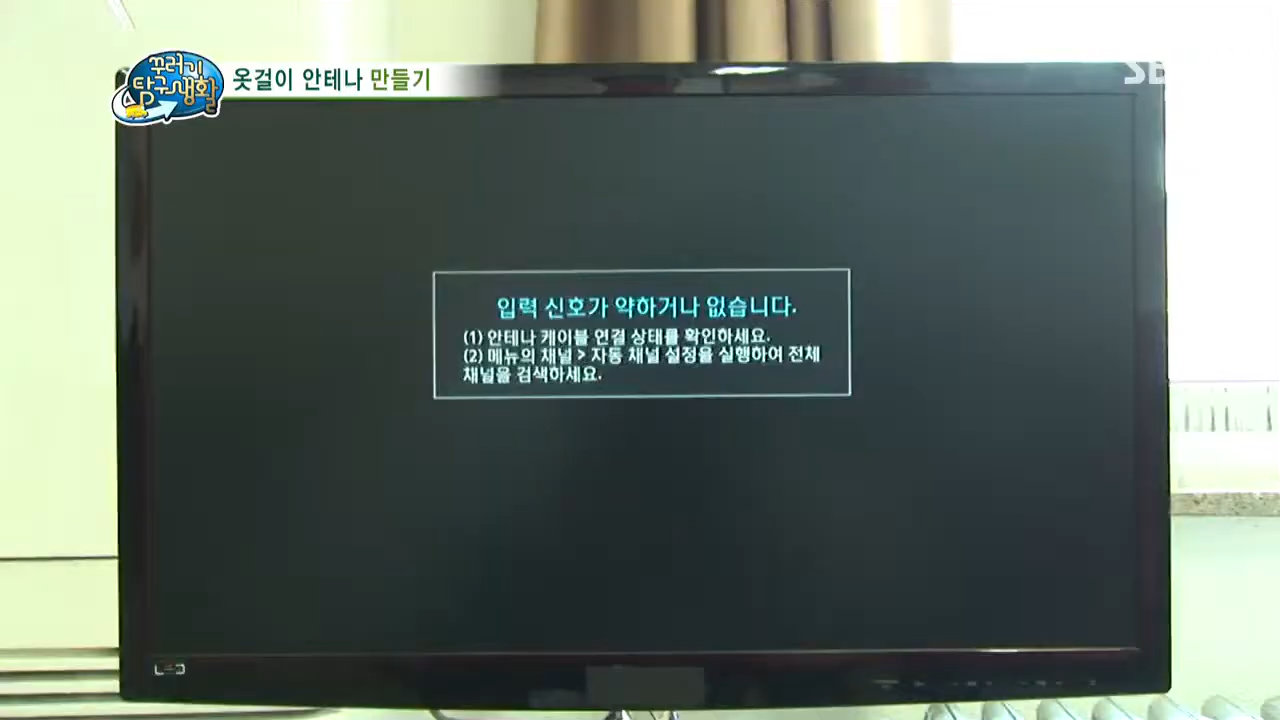 꾸러기
탐구생활
옷걸이 안테나 만들기
입력 신호가 약하거나 없습니다.
(1) 안테나 케이블 연결 상태를 확인하세요.
(2) 메뉴의 채널 > 자동 채널 설정을 실행하여 전체
채널을 검색하세요.
LED